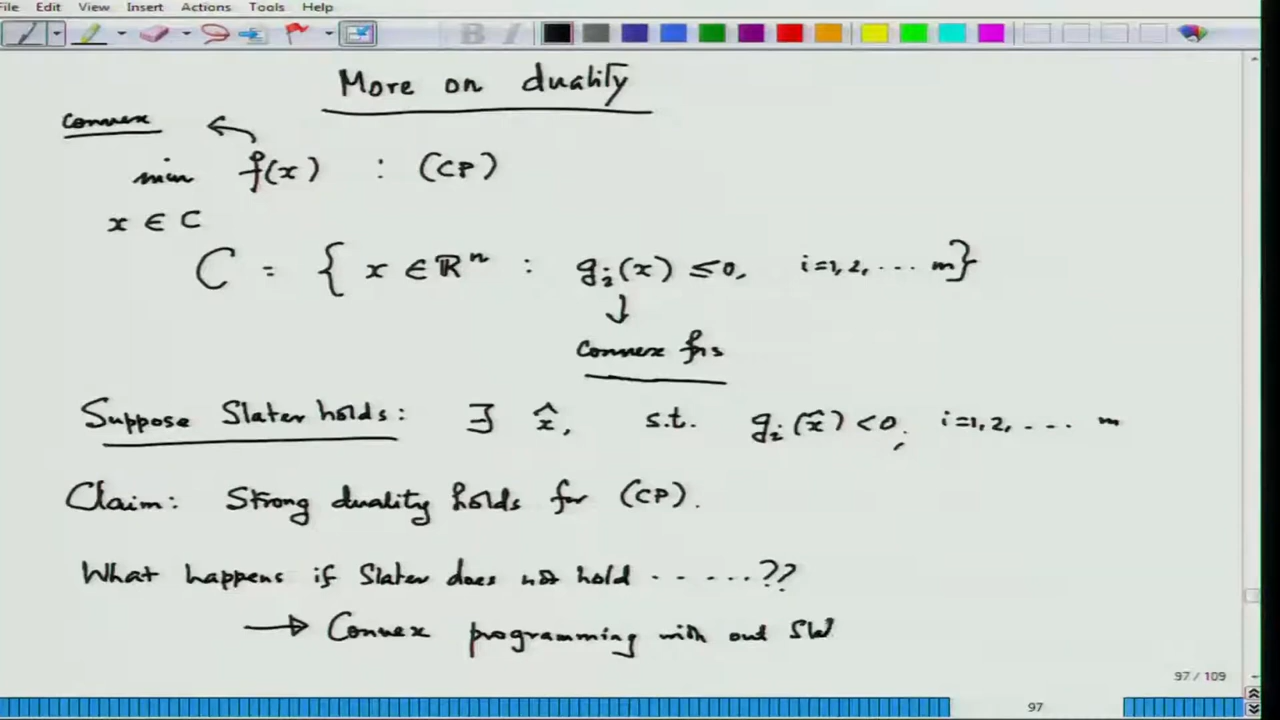 File Edit View Insert Actions Tools Help
More on duality
Convex
min f(x) : (CP)
x ∈ C
C = { x ∈ ℝⁿ : gᵢ(x) ≤ 0, i=1,2, ... m}
↓
Convex fns
Suppose Slater holds: ∃ x̂, s.t. gᵢ(x̂) < 0, i=1,2, .... m
Claim: Strong duality holds for (CP).
What happens if Slater does not hold ......??
→ Convex programming with out Sla
97 / 109
97